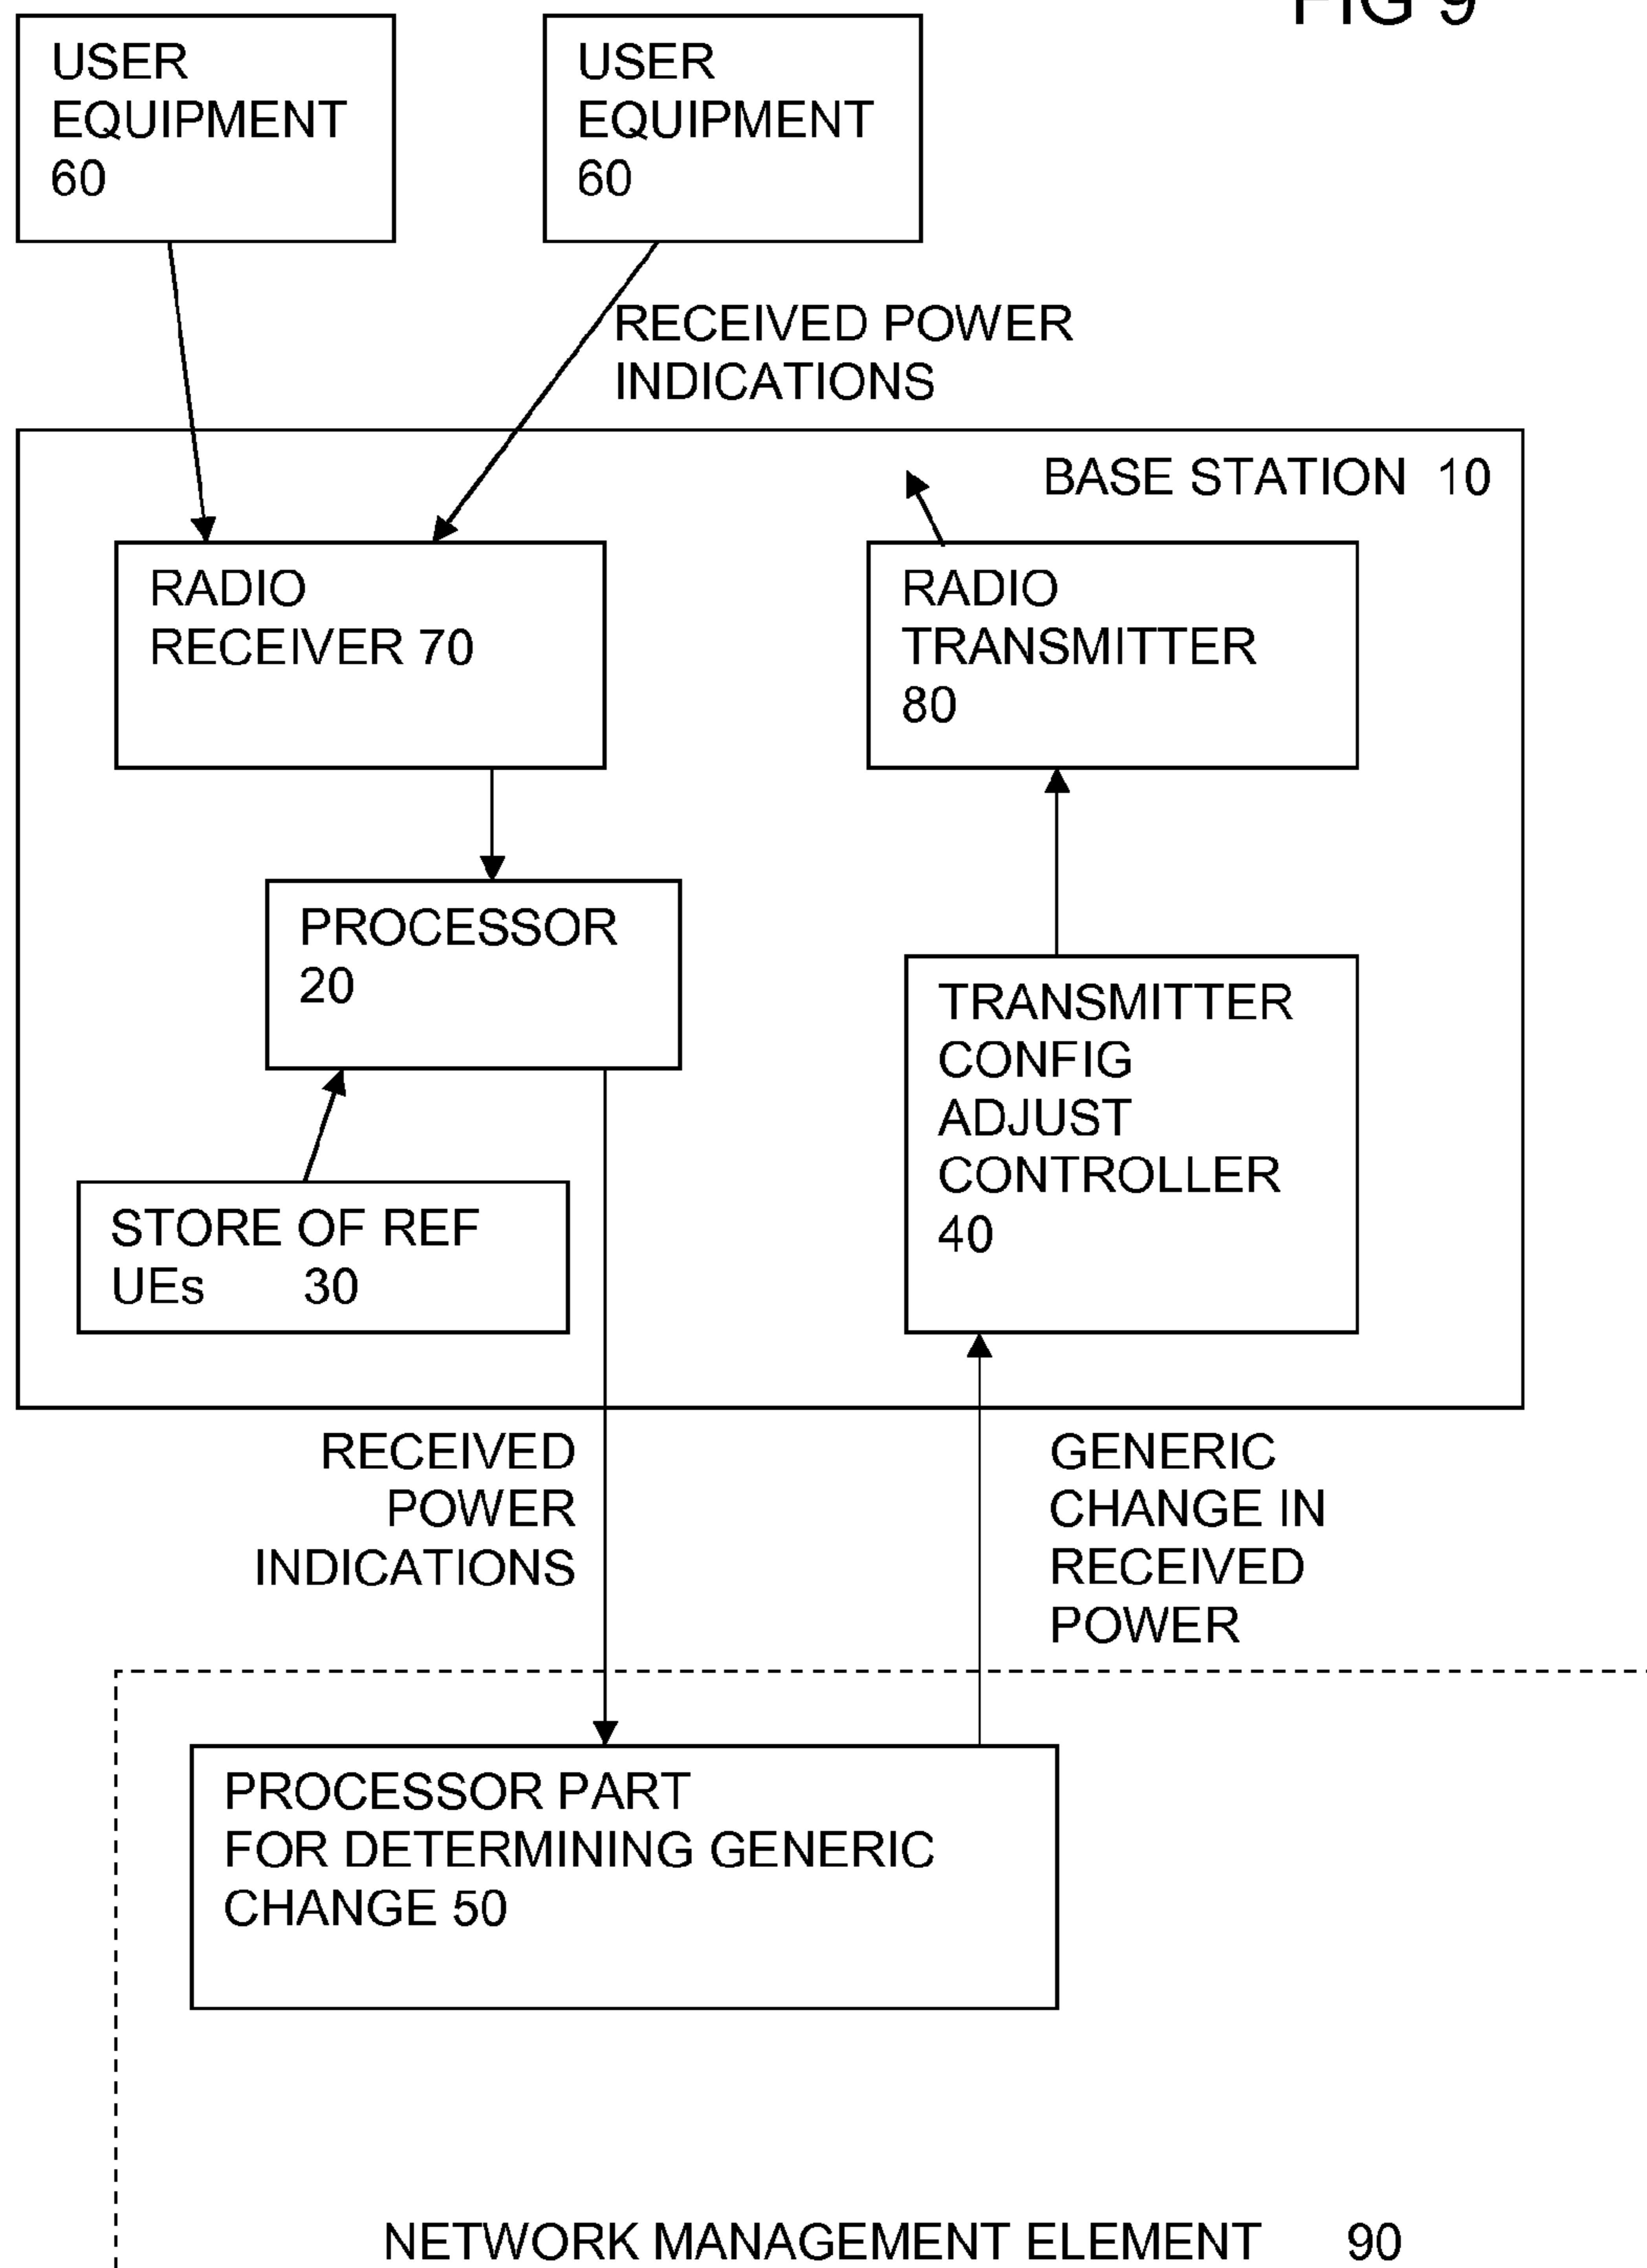 FIG 9
USER
EQUIPMENT
60
USER
EQUIPMENT
60
RECEIVED POWER
INDICATIONS
BASE STATION 10
RADIO
RECEIVER 70
RADIO
TRANSMITTER
80
PROCESSOR
20
TRANSMITTER
CONFIG
ADJUST
CONTROLLER
40
STORE OF REF
UEs 30
RECEIVED
POWER
INDICATIONS
GENERIC
CHANGE IN
RECEIVED
POWER
PROCESSOR PART
FOR DETERMINING GENERIC
CHANGE 50
NETWORK MANAGEMENT ELEMENT 90